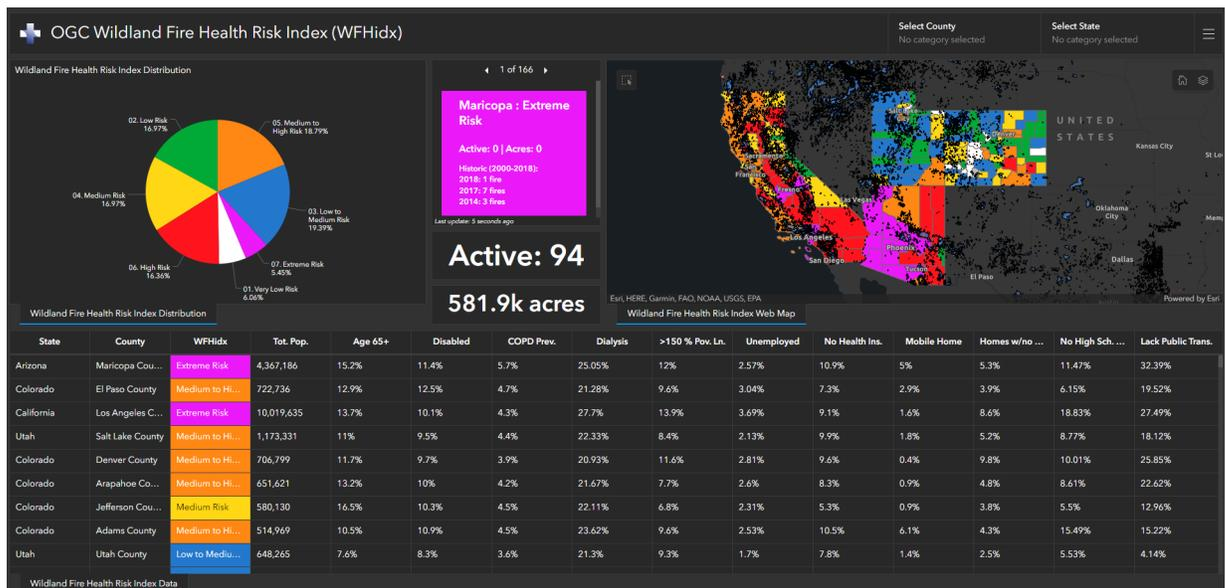 OGC Wildland Fire Health Risk Index (WFHidx)
Select County
No category selected
Select State
No category selected
Wildland Fire Health Risk Index Distribution
02. Low Risk
16.97%
05. Medium to
High Risk 18.79%
04. Medium Risk
16.97%
03. Low to
Medium Risk
19.39%
06. High Risk
16.36%
07. Extreme Risk
5.45%
01. Very Low Risk
6.06%
Wildland Fire Health Risk Index Distribution
1 of 166
Maricopa : Extreme
Risk
Active: 0 | Acres: 0
Historic (2000-2018):
2018: 1 fire
2017: 7 fires
2014: 3 fires
Last update: 5 seconds ago
Active: 94
581.9k acres
UNITED
STATES
Denver
Kansas City
St Lo
Sacramento
San
Francisco
Fresno
Las Vegas
Oklahoma
City
Mem
Los Angeles
Phoenix
San Diego
Tucson
Dallas
El Paso
Esri, HERE, Garmin, FAO, NOAA, USGS, EPA
Powered by Esri
Wildland Fire Health Risk Index Web Map
State County WFHidx Tot. Pop. Age 65+ Disabled COPD Prev. Dialysis >150 % Pov. Ln. Unemployed No Health Ins. Mobile Home Homes w/no ... No High Sch. ... Lack Public Trans.
Arizona Maricopa Cou... Extreme Risk 4,367,186 15.2% 11.4% 5.7% 25.05% 12% 2.57% 10.9% 5% 5.3% 11.47% 32.39%
Colorado El Paso County Medium to Hi... 722,736 12.9% 12.5% 4.7% 21.28% 9.6% 3.04% 7.3% 2.9% 3.9% 6.15% 19.52%
California Los Angeles C... Extreme Risk 10,019,635 13.7% 10.1% 4.3% 27.7% 13.9% 3.69% 9.1% 1.6% 8.6% 18.83% 27.49%
Utah Salt Lake County Medium to Hi... 1,173,331 11% 9.5% 4.4% 22.33% 8.4% 2.13% 9.9% 1.8% 5.2% 8.77% 18.12%
Colorado Denver County Medium to Hi... 706,799 11.7% 9.7% 3.9% 20.93% 11.6% 2.81% 9.6% 0.4% 9.8% 10.01% 25.85%
Colorado Arapahoe Co... Medium to Hi... 651,621 13.2% 10% 4.2% 21.67% 7.7% 2.6% 8.3% 0.9% 4.8% 8.61% 22.62%
Colorado Jefferson Cou... Medium Risk 580,130 16.5% 10.3% 4.5% 22.11% 6.8% 2.31% 5.3% 0.9% 3.8% 5.5% 12.96%
Colorado Adams County Medium to Hi... 514,969 10.5% 10.9% 4.5% 23.62% 9.6% 2.53% 10.5% 6.1% 4.3% 15.49% 15.22%
Utah Utah County Low to Mediu... 648,265 7.6% 8.3% 3.6% 21.3% 9.3% 1.7% 7.8% 1.4% 2.5% 5.53% 4.14%
Wildland Fire Health Risk Index Data